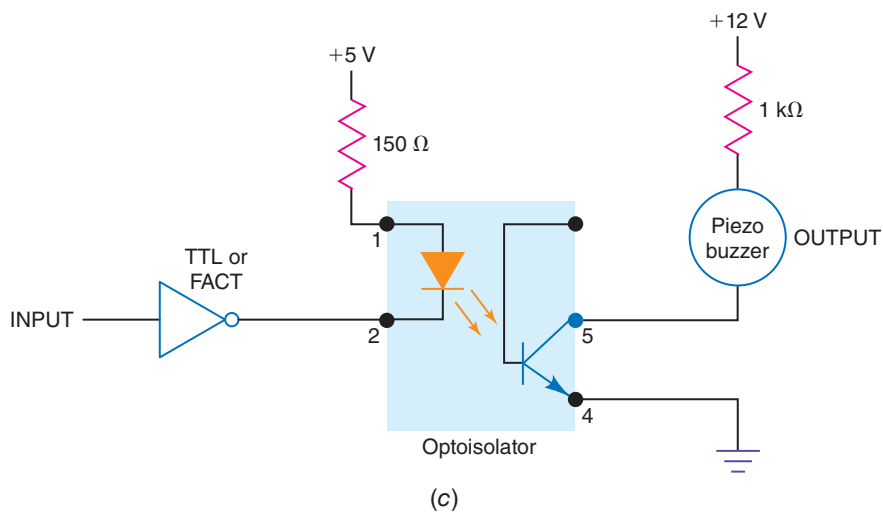 +12 V
+5 V
1 kΩ
150 Ω
Piezo
buzzer
OUTPUT
1
TTL or
FACT
INPUT
2
5
4
Optoisolator
(c)